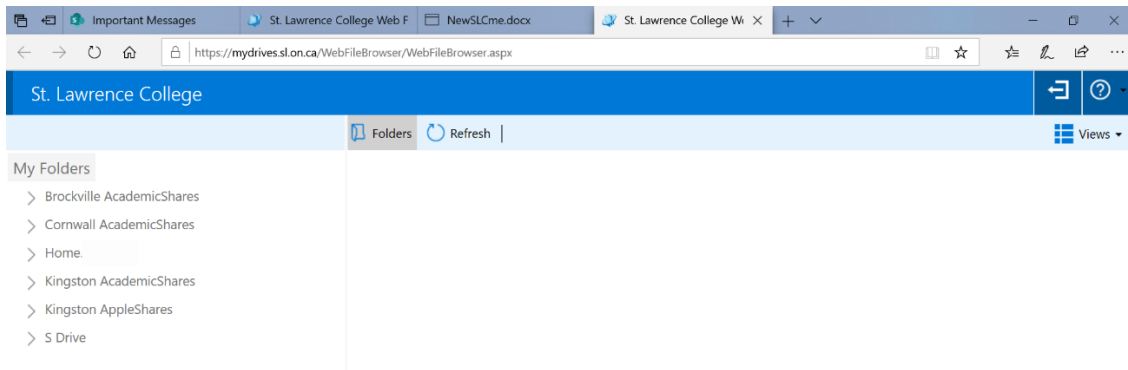 Important Messages
St. Lawrence College Web F
NewSLCme.docx
St. Lawrence College We
https://mydrives.sl.on.ca/WebFileBrowser/WebFileBrowser.aspx
St. Lawrence College
Folders
Refresh
Views
My Folders
Brockville AcademicShares
Cornwall AcademicShares
Home.
Kingston AcademicShares
Kingston AppleShares
S Drive